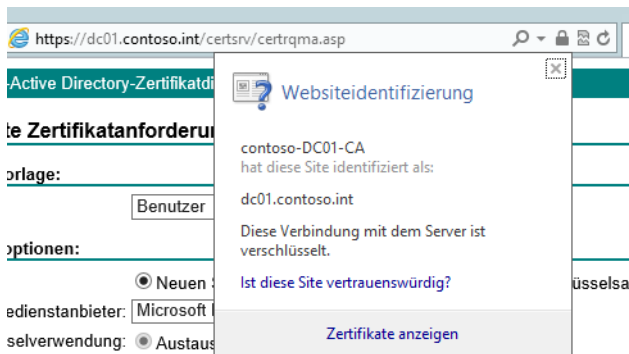 https://dc01.contoso.int/certsrv/certrqma.asp
-Active Directory-Zertifikatdi
Websiteidentifizierung
te Zertifikatanforderu
contoso-DC01-CA
hat diese Site identifiziert als:
orlage:
dc01.contoso.int
Benutzer
Diese Verbindung mit dem Server ist
verschlüsselt.
optionen:
Neuen
Ist diese Site vertrauenswürdig?
üsselsa
edienstanbieter: Microsoft
Zertifikate anzeigen
selverwendung: Austaus